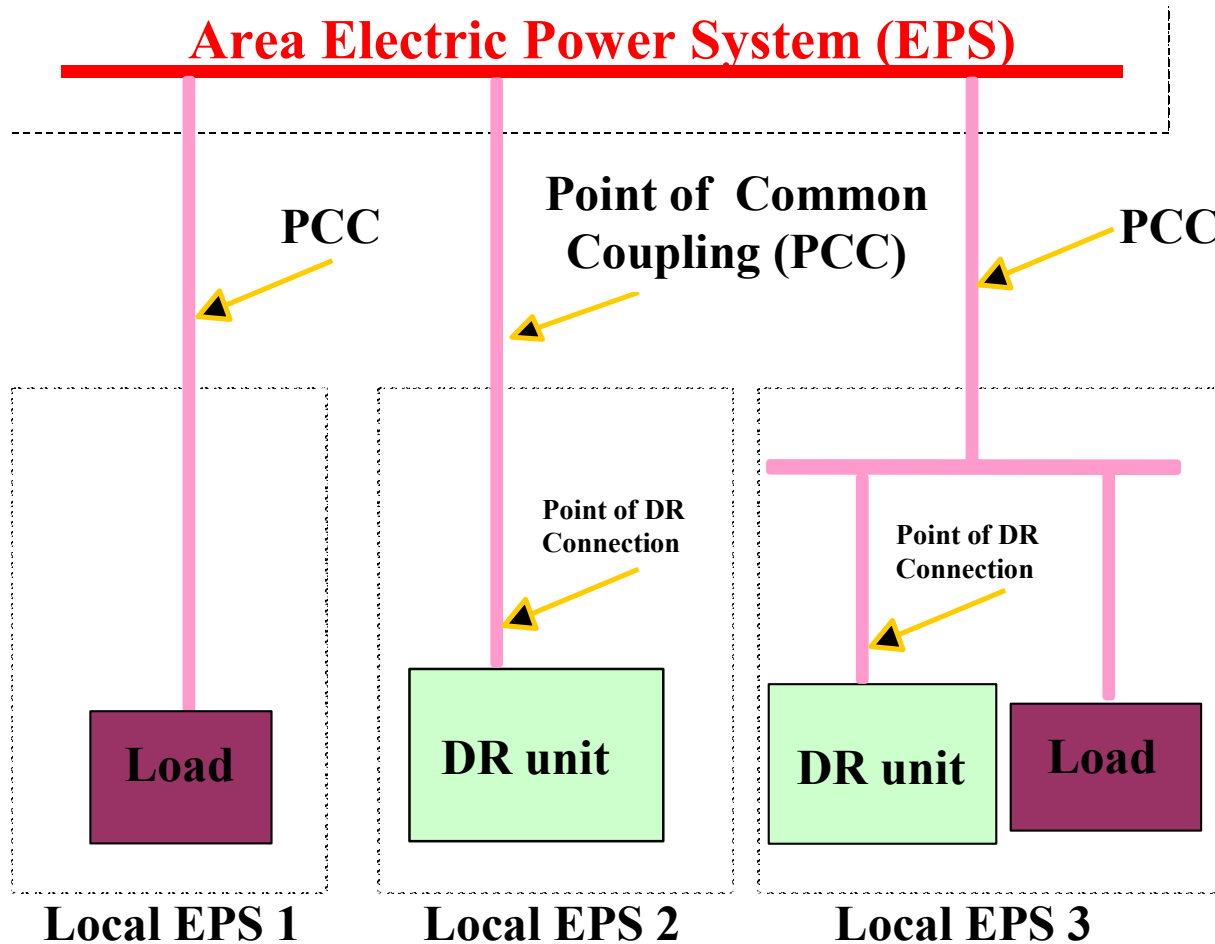 Area Electric Power System (EPS)
PCC
Point of Common
Coupling (PCC)
PCC
Point of DR
Connection
Point of DR
Connection
Load
DR unit
DR unit
Load
Local EPS 1
Local EPS 2
Local EPS 3